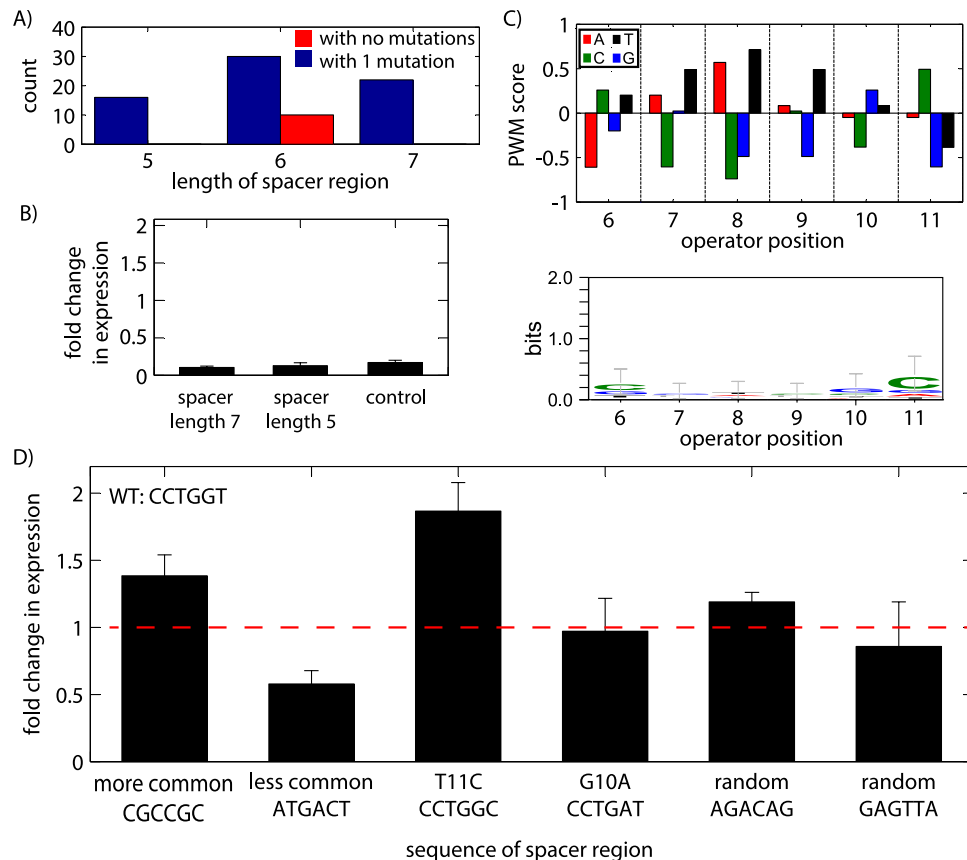 A)
40
30
20
10
0
count
with no mutations
with 1 mutation
5 6 7
length of spacer region
B)
2
1.5
1
0.5
0
fold change
in expression
spacer
length 7
spacer
length 5
control
C)
1
0.5
0
-0.5
-1
PWM score
A T
C G
6 7 8 9 10 11
operator position
2.0
1.0
0.0
bits
C
C
6 7 8 9 10 11
operator position
D)
2
1.5
1
0.5
0
fold change in expression
WT: CCTGGT
more common
CGCCGC
less common
ATGACT
T11C
CCTGGC
G10A
CCTGAT
random
AGACAG
random
GAGTTA
sequence of spacer region